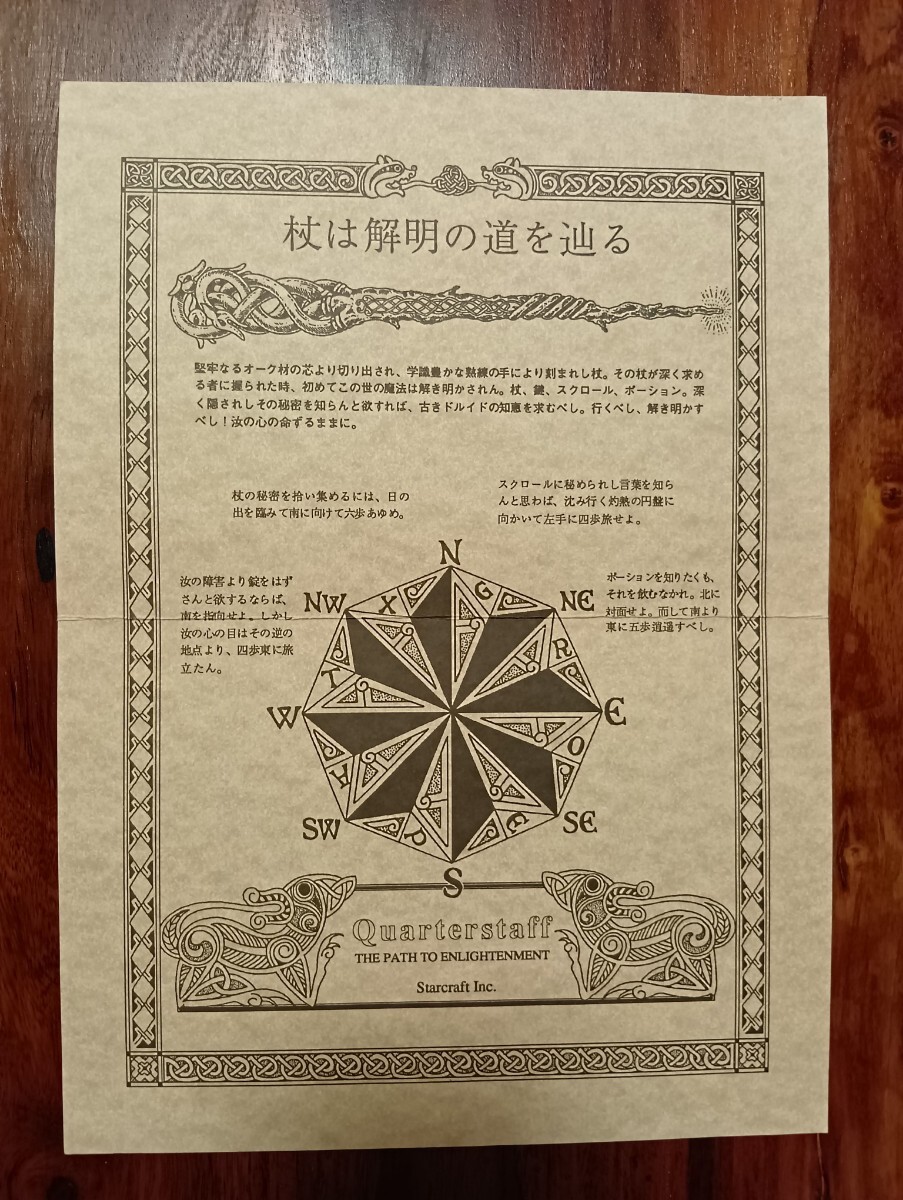 杖は解明の道を辿る
堅牢なるオーク材の芯より切り出され、学識豊かな熟練の手により刻まれし杖。その杖が深く求め
る者に握られた時、初めてこの世の魔法は解き明かされん。杖、鍵、スクロール、ポーション。深
く隠されしその秘密を知らんと欲すれば、古きドルイドの知恵を求むべし。行くべし、解き明かす
べし！汝の心の命ずるままに。
杖の秘密を拾い集めるには、日の
出を臨みて南に向けて六歩あゆめ。
スクロールに秘められし言葉を知ら
んと思わば、沈み行く灼熱の円盤に
向かいて左手に四歩旅せよ。
汝の障害より錠をはず
さんと欲するならば、
南を指向せよ。しかし
汝の心の目はその逆の
地点より、四歩東に旅
立たん。
ポーションを知りたくも、
それを飲むなかれ。北に
対面せよ。而して南より
東に五歩逍遥すべし。
N
NW
X
G
NE
T
R
W
E
H
O
SW
P
E
SE
S
Quarterstaff
THE PATH TO ENLIGHTENMENT
Starcraft Inc.